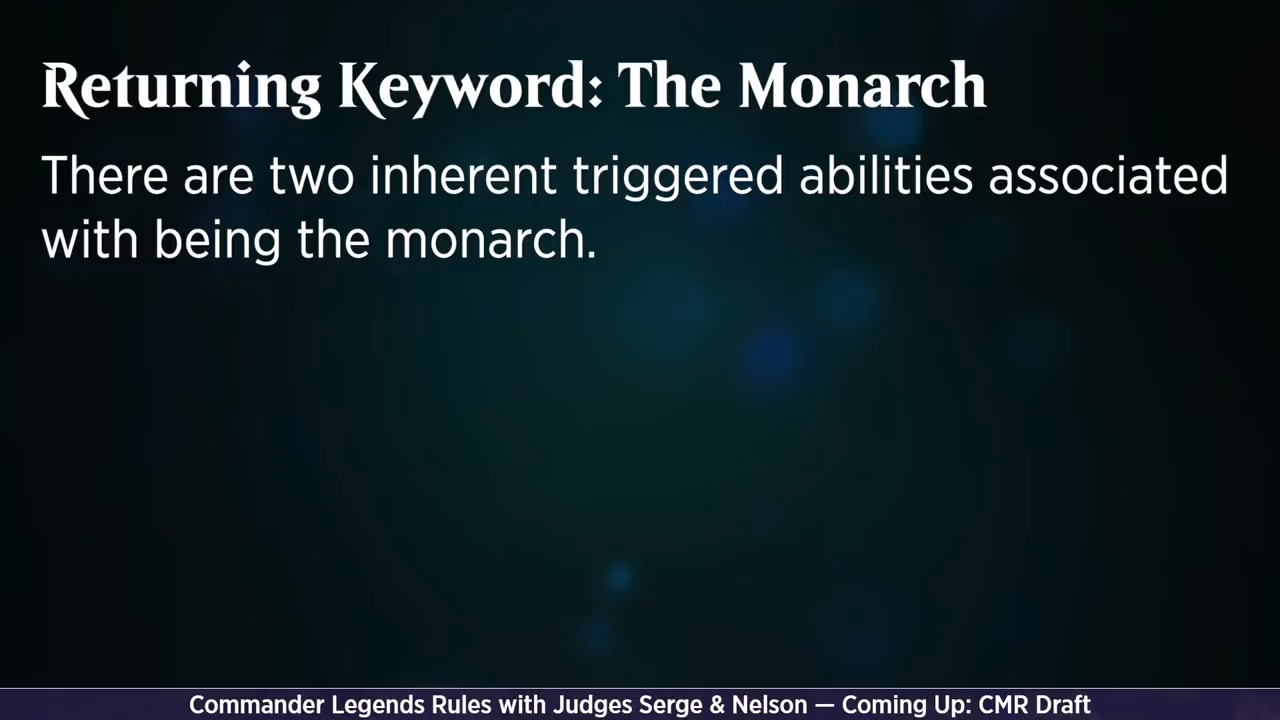 Returning Keyword: The Monarch
There are two inherent triggered abilities associated
with being the monarch.
Commander Legends Rules with Judges Serge & Nelson — Coming Up: CMR Draft